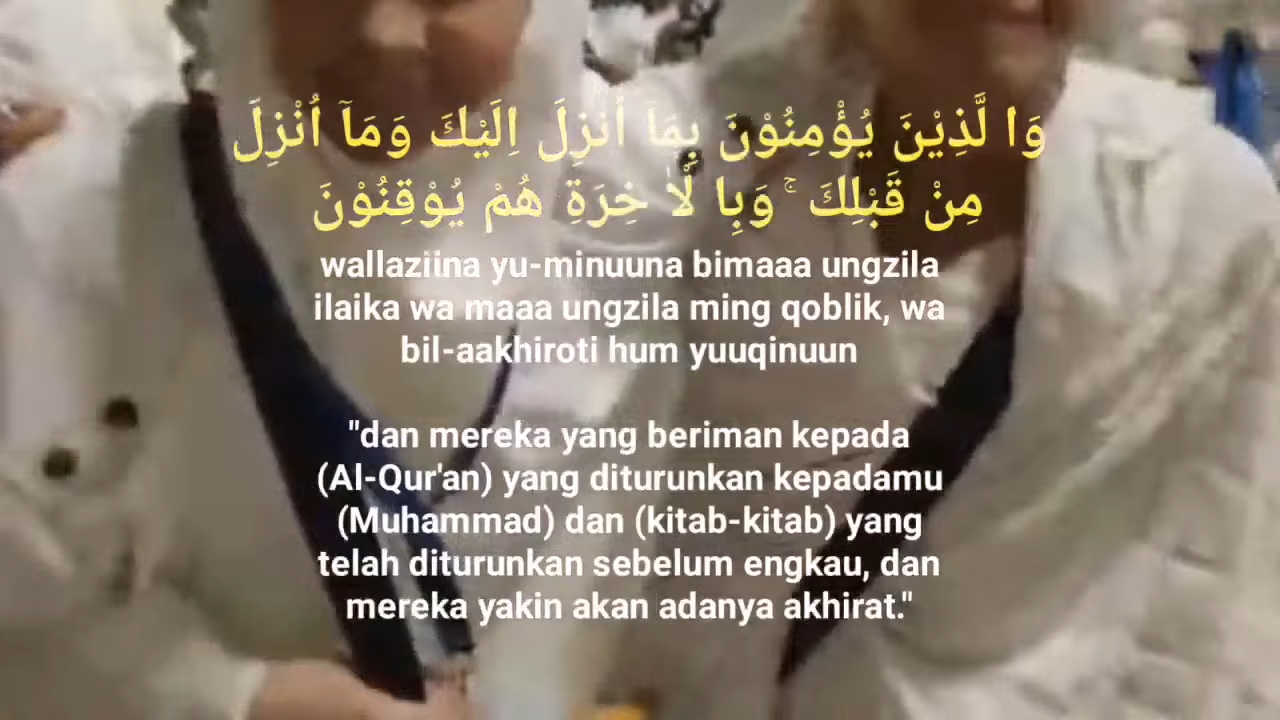 وَا لَّذِيْنَ يُؤْمِنُوْنَ بِمَاۤ اُنْزِلَ اِلَيْكَ وَمَاۤ اُنْزِلَ
مِنْ قَبْلِكَ ۚ وَبِا لْاٰ خِرَةِ هُمْ يُوْقِنُوْنَ
wallaziina yu-minuuna bimaaa ungzila
ilaika wa maaa ungzila ming qoblik, wa
bil-aakhiroti hum yuuqinuun
"dan mereka yang beriman kepada
(Al-Qur'an) yang diturunkan kepadamu
(Muhammad) dan (kitab-kitab) yang
telah diturunkan sebelum engkau, dan
mereka yakin akan adanya akhirat."